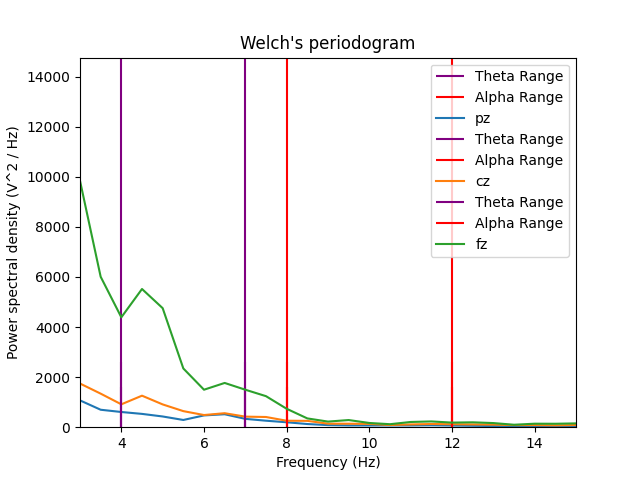 Welch's periodogram
Power spectral density (V^2 / Hz)
14000
12000
10000
8000
6000
4000
2000
0
Theta Range
Alpha Range
pz
Theta Range
Alpha Range
cz
Theta Range
Alpha Range
fz
4 6 8 10 12 14
Frequency (Hz)